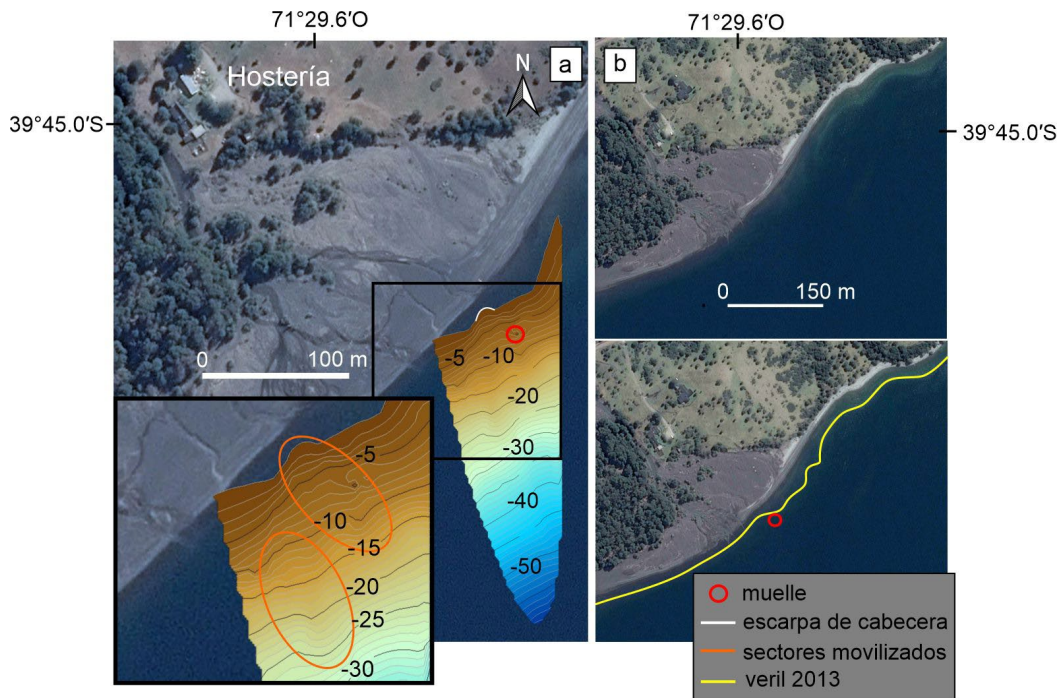 71°29.6'O
71°29.6'O
Hostería
N
a
b
39°45.0'S
39°45.0'S
0 100 m
0 150 m
-5 -10
-20
-30
-40
-50
-5
-10
-15
-20
-25
-30
muelle
escarpa de cabecera
sectores movilizados
veril 2013